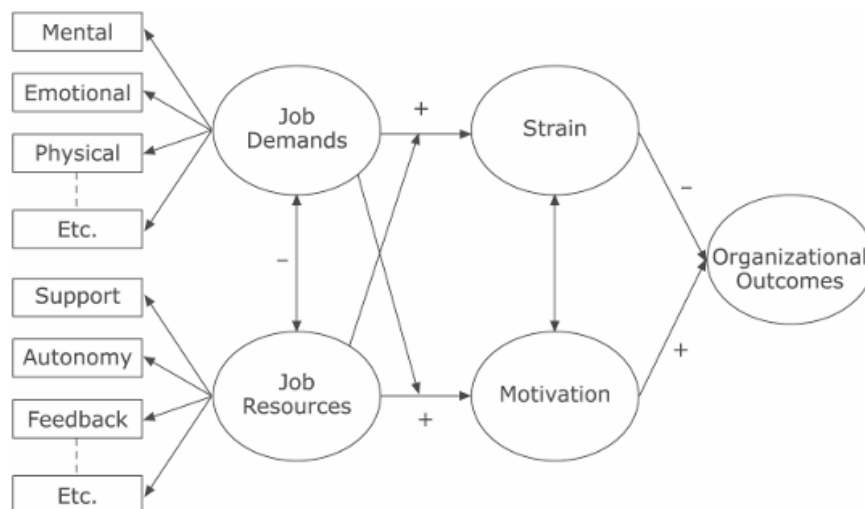 Mental
Emotional
Physical
Etc.
Support
Autonomy
Feedback
Etc.
Job
Demands
+
Strain
–
–
Organizational
Outcomes
Job
Resources
+
Motivation
+